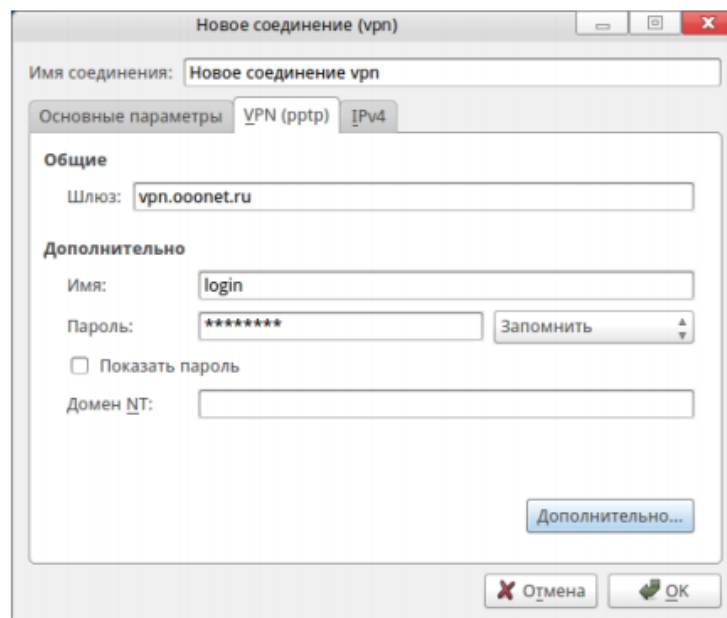 Новое соединение (vpn)
Имя соединения: Новое соединение vpn
Основные параметры VPN (pptp) IPv4
Общие
Шлюз: vpn.ooonet.ru
Дополнительно
Имя: login
Пароль: ******** Запомнить
Показать пароль
Домен NT:
Дополнительно...
Отмена OK